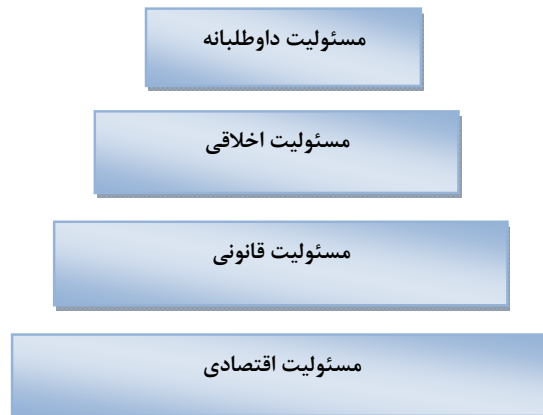 مسئولیت داوطلبانه
مسئولیت اخلاقی
مسئولیت قانونی
مسئولیت اقتصادی